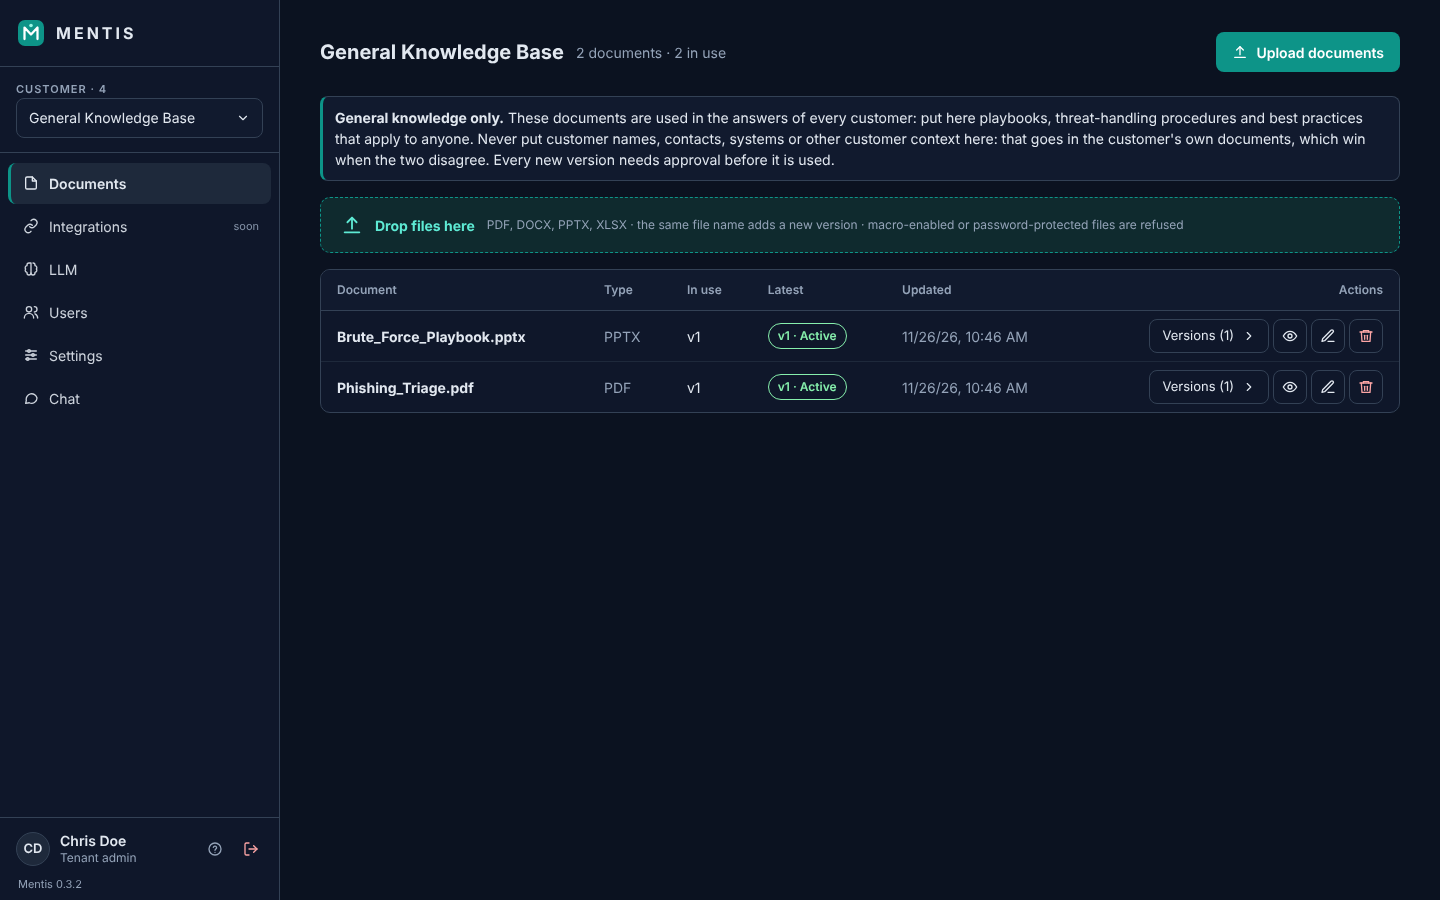 MENTIS
CUSTOMER · 4
General Knowledge Base
Documents
Integrations soon
LLM
Users
Settings
Chat
CD
Chris Doe
Tenant admin
Mentis 0.3.2
General Knowledge Base 2 documents · 2 in use
Upload documents
General knowledge only. These documents are used in the answers of every customer: put here playbooks, threat-handling procedures and best practices
that apply to anyone. Never put customer names, contacts, systems or other customer context here: that goes in the customer's own documents, which win
when the two disagree. Every new version needs approval before it is used.
Drop files here PDF, DOCX, PPTX, XLSX · the same file name adds a new version · macro-enabled or password-protected files are refused
Document Type In use Latest Updated Actions
Brute_Force_Playbook.pptx PPTX v1 v1 · Active 11/26/26, 10:46 AM Versions (1)
Phishing_Triage.pdf PDF v1 v1 · Active 11/26/26, 10:46 AM Versions (1)